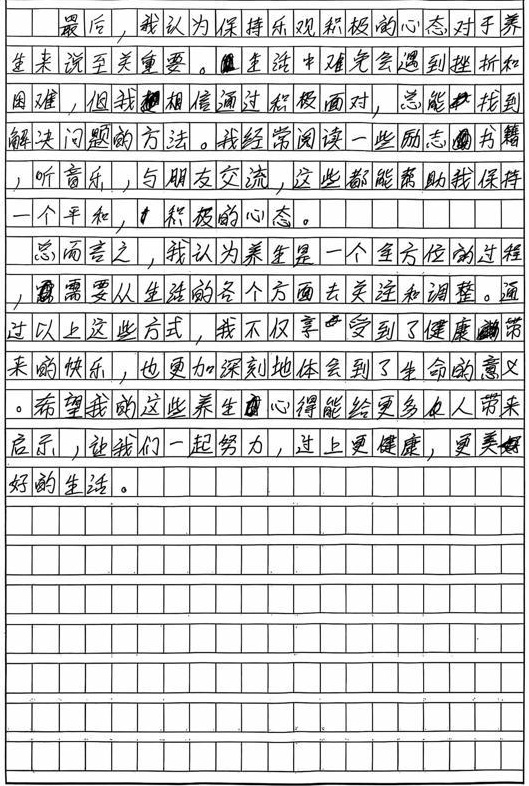 最后，我认为保持乐观积极的心态对于养
生来说至关重要。生活中难免会遇到挫折和
困难，但我相信通过积极面对，总能找到
解决问题的方法。我经常阅读一些励志书籍
，听音乐，与朋友交流，这些都能帮助我保持
一个平和，积极的心态。
总而言之，我认为养生是一个全方位的过程
，需要从生活的各个方面去关注和调整。通
过以上这些方式，我不仅享受到了健康带
来的快乐，也更加深刻地体会到了生命的意义
。希望我的这些养生心得能给更多人带来
启示，让我们一起努力，过上更健康，更美
好的生活。